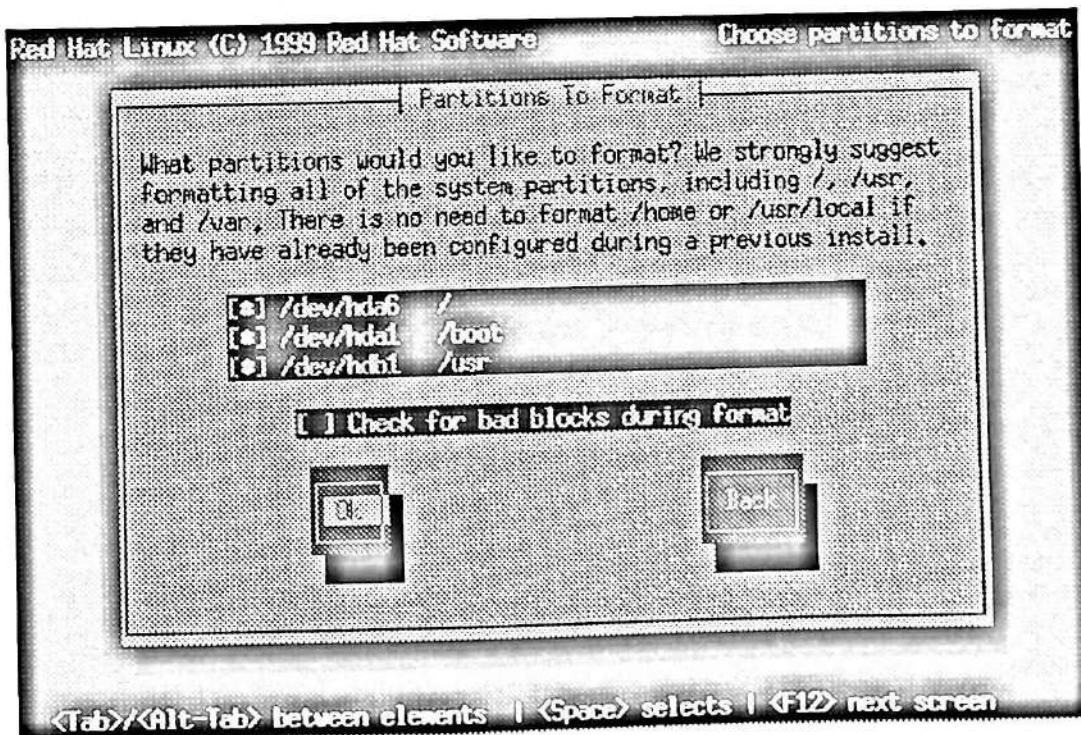 Red Hat Linux (C) 1999 Red Hat Software Choose partitions to format
Partitions To Format
What partitions would you like to format? We strongly suggest
formatting all of the system partitions, including /, /usr,
and /var. There is no need to format /home or /usr/local if
they have already been configured during a previous install.
[*] /dev/hda6 /
[*] /dev/hda1 /boot
[*] /dev/hdb1 /usr
[ ] Check for bad blocks during format
Ok Back
<Tab>/<Alt-Tab> between elements | <Space> selects | <F12> next screen